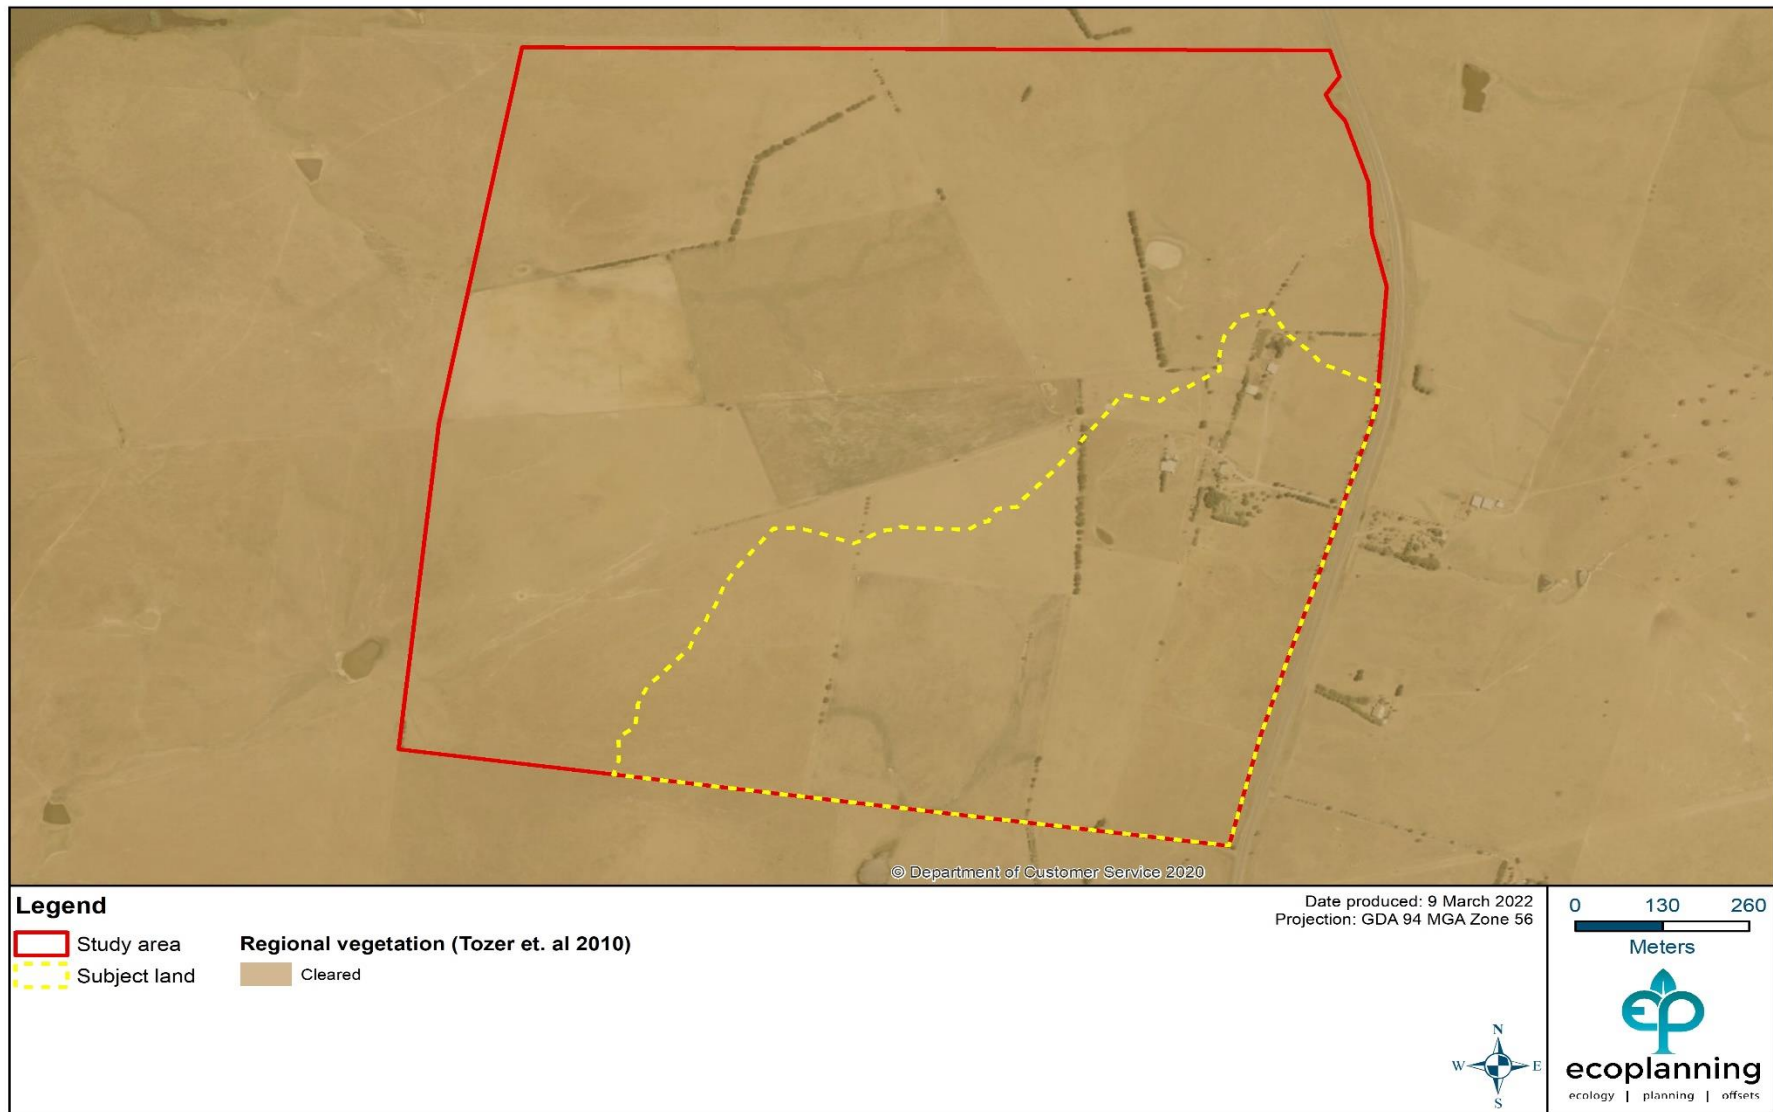 © Department of Customer Service 2020
Legend
Study area
Subject land
Regional vegetation (Tozer et. al 2010)
Cleared
Date produced: 9 March 2022
Projection: GDA 94 MGA Zone 56
0 130 260
Meters
N
W E
S
ep
ecoplanning
ecology | planning | offsets